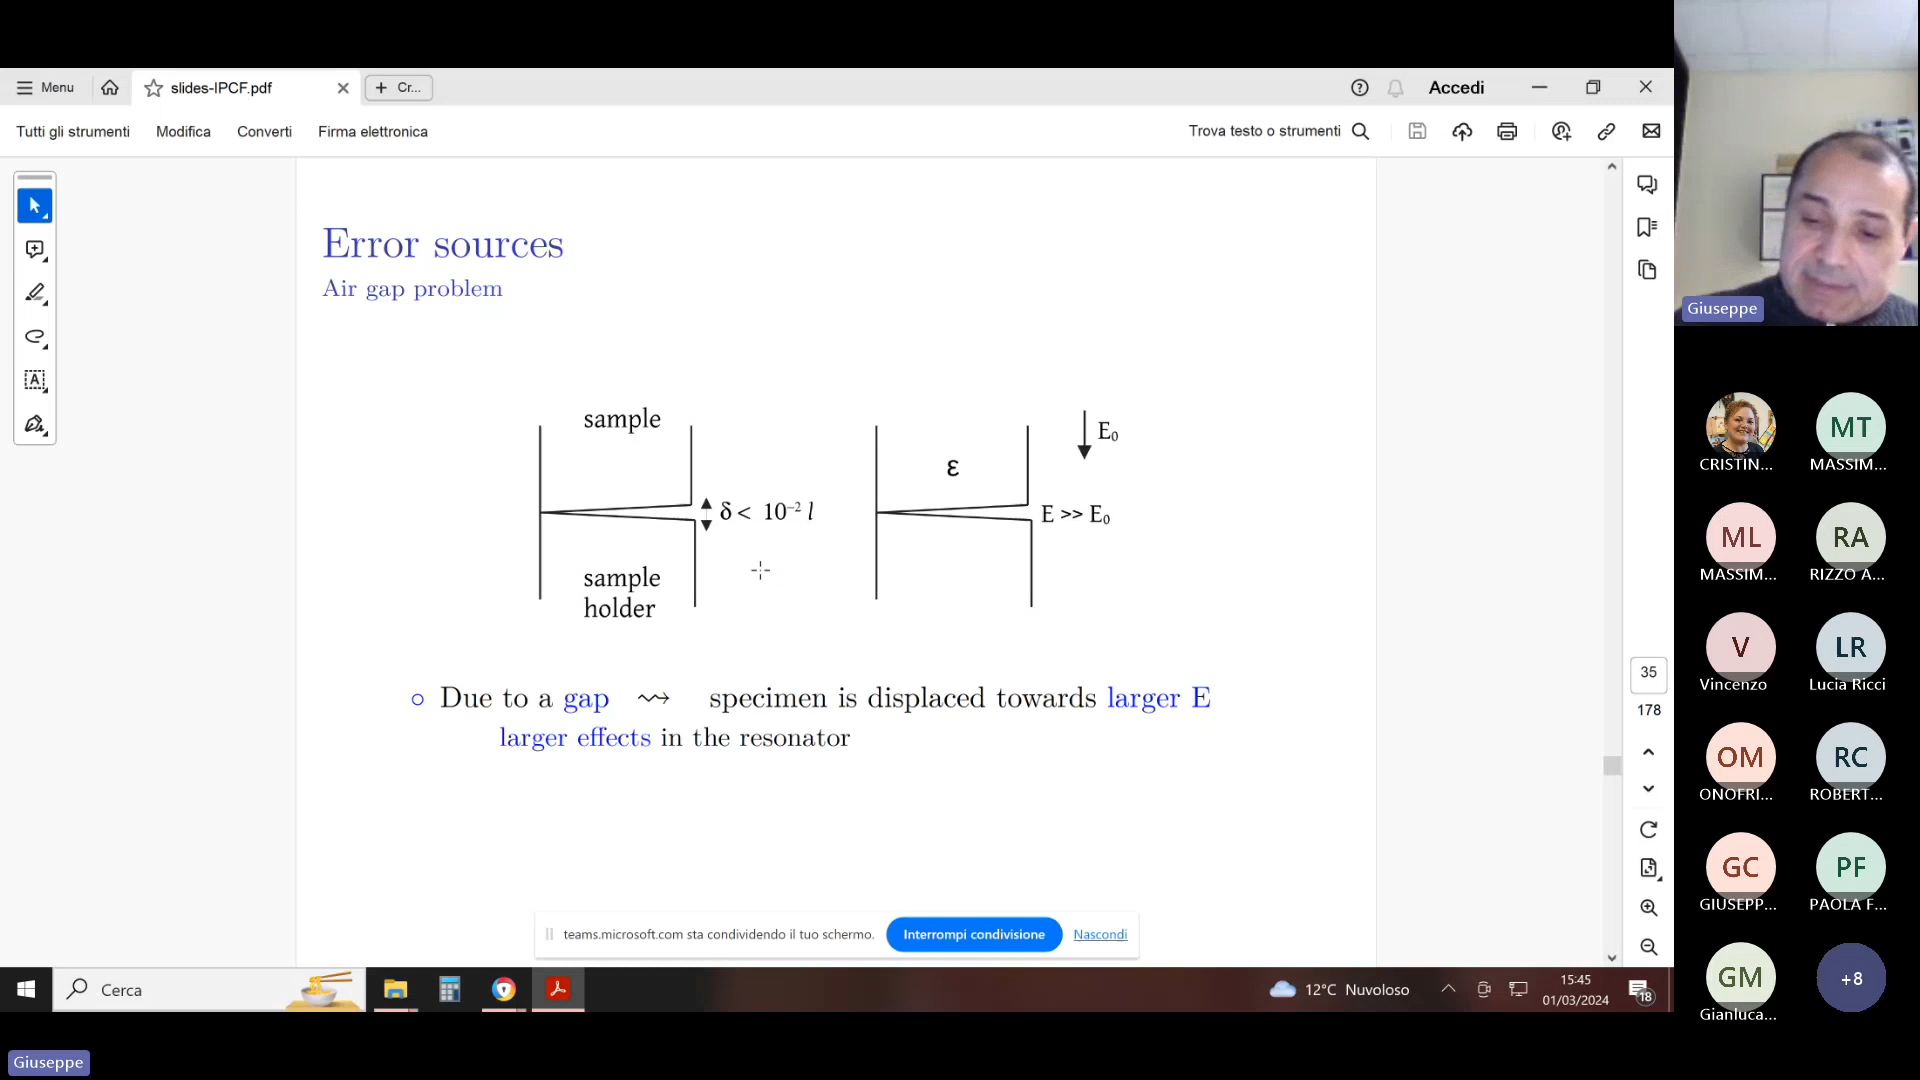 Menu
slides-IPCF.pdf
Cr...
Accedi
Tutti gli strumenti
Modifica
Converti
Firma elettronica
Trova testo o strumenti
Error sources
Air gap problem
sample
δ < 10⁻² l
sample
holder
ε
E₀
E >> E₀
Due to a gap ⇝ specimen is displaced towards larger E
larger effects in the resonator
35
178
teams.microsoft.com sta condividendo il tuo schermo.
Interrompi condivisione
Nascondi
Cerca
12°C Nuvoloso
15:45
01/03/2024
18
Giuseppe
Giuseppe
CRISTIN...
MT
MASSIM...
ML
MASSIM...
RA
RIZZO A...
V
Vincenzo
LR
Lucia Ricci
OM
ONOFRI...
RC
ROBERT...
GC
GIUSEPP...
PF
PAOLA F...
GM
Gianluca...
+8